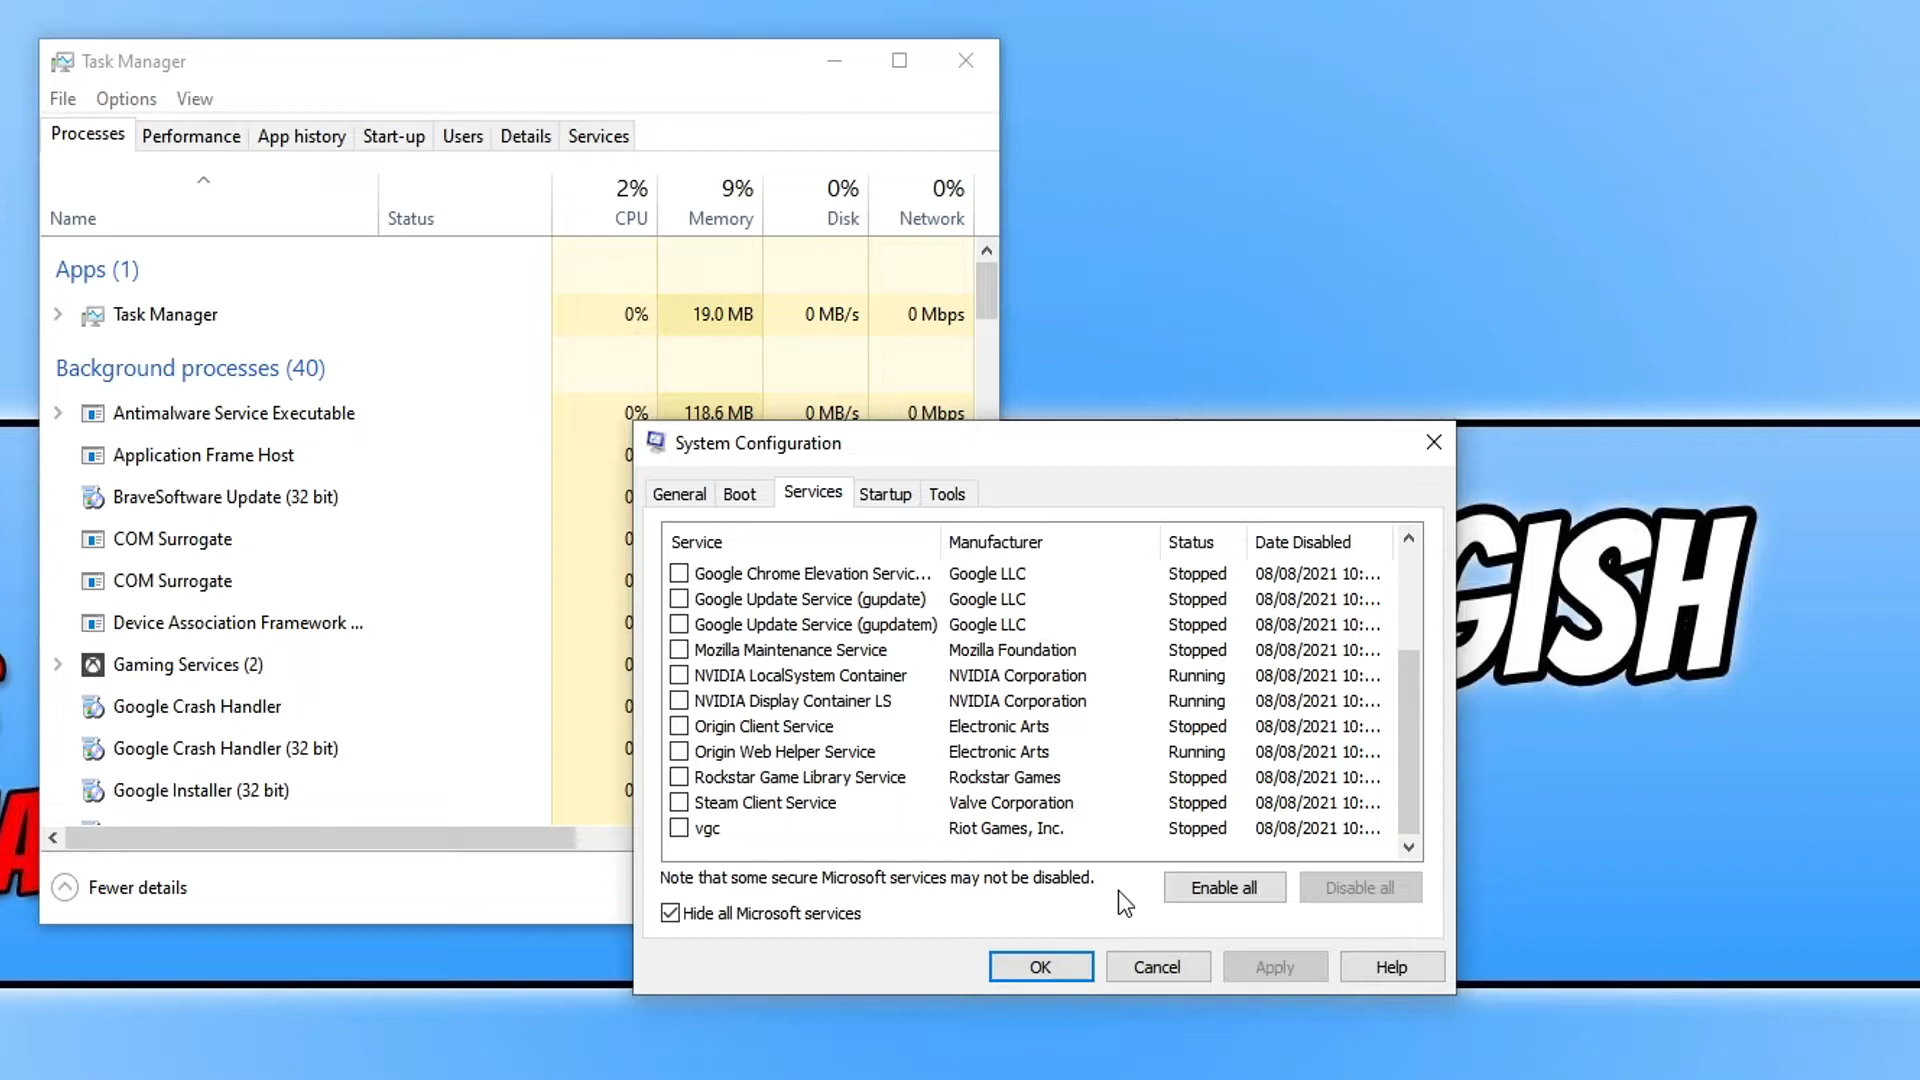 Task Manager
File Options View
Processes Performance App history Start-up Users Details Services
2% 9% 0% 0%
Name Status CPU Memory Disk Network
Apps (1)
Task Manager 0% 19.0 MB 0 MB/s 0 Mbps
Background processes (40)
Antimalware Service Executable 0% 118.6 MB 0 MB/s 0 Mbps
Application Frame Host
BraveSoftware Update (32 bit)
COM Surrogate
COM Surrogate
Device Association Framework ...
Gaming Services (2)
Google Crash Handler
Google Crash Handler (32 bit)
Google Installer (32 bit)
Fewer details
System Configuration
General Boot Services Startup Tools
Service Manufacturer Status Date Disabled
Google Chrome Elevation Servic... Google LLC Stopped 08/08/2021 10:...
Google Update Service (gupdate) Google LLC Stopped 08/08/2021 10:...
Google Update Service (gupdatem) Google LLC Stopped 08/08/2021 10:...
Mozilla Maintenance Service Mozilla Foundation Stopped 08/08/2021 10:...
NVIDIA LocalSystem Container NVIDIA Corporation Running 08/08/2021 10:...
NVIDIA Display Container LS NVIDIA Corporation Running 08/08/2021 10:...
Origin Client Service Electronic Arts Stopped 08/08/2021 10:...
Origin Web Helper Service Electronic Arts Running 08/08/2021 10:...
Rockstar Game Library Service Rockstar Games Stopped 08/08/2021 10:...
Steam Client Service Valve Corporation Stopped 08/08/2021 10:...
vgc Riot Games, Inc. Stopped 08/08/2021 10:...
Note that some secure Microsoft services may not be disabled.
Enable all Disable all
Hide all Microsoft services
OK Cancel Apply Help
GISH